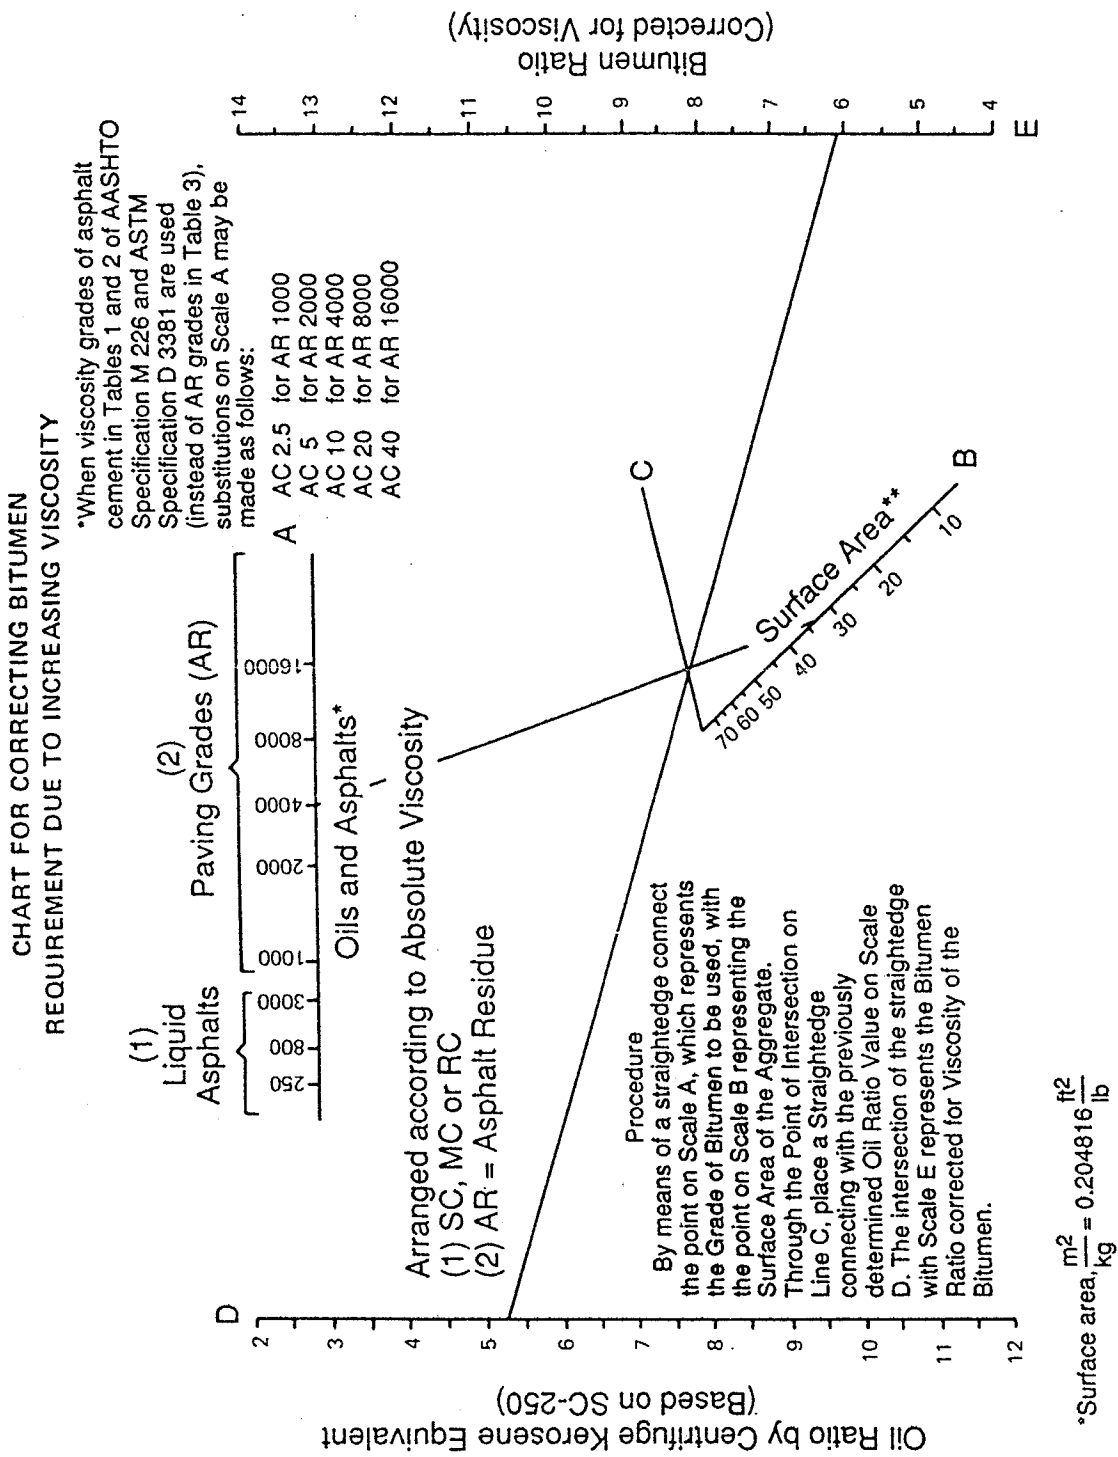 CHART FOR CORRECTING BITUMEN
REQUIREMENT DUE TO INCREASING VISCOSITY
(1)
Liquid
Asphalts
(2)
Paving Grades (AR)
250
800
3000
1000
2000
4000
8000
16000
A
Oils and Asphalts*
Arranged according to Absolute Viscosity
(1) SC, MC or RC
(2) AR = Asphalt Residue
*When viscosity grades of asphalt
cement in Tables 1 and 2 of AASHTO
Specification M 226 and ASTM
Specification D 3381 are used
(instead of AR grades in Table 3),
substitutions on Scale A may be
made as follows:
AC 2.5 for AR 1000
AC 5 for AR 2000
AC 10 for AR 4000
AC 20 for AR 8000
AC 40 for AR 16000
D
2
3
4
5
6
7
8
9
10
11
12
Oil Ratio by Centrifuge Kerosene Equivalent
(Based on SC-250)
Procedure
By means of a straightedge connect
the point on Scale A, which represents
the Grade of Bitumen to be used, with
the point on Scale B representing the
Surface Area of the Aggregate.
Through the Point of Intersection on
Line C, place a Straightedge
connecting with the previously
determined Oil Ratio Value on Scale
D. The intersection of the straightedge
with Scale E represents the Bitumen
Ratio corrected for Viscosity of the
Bitumen.
C
Surface Area**
70
60
50
40
30
20
10
B
14
13
12
11
10
9
8
7
6
5
4
E
Bitumen Ratio
(Corrected for Viscosity)
*Surface area, m2/kg = 0.204816 ft2/lb